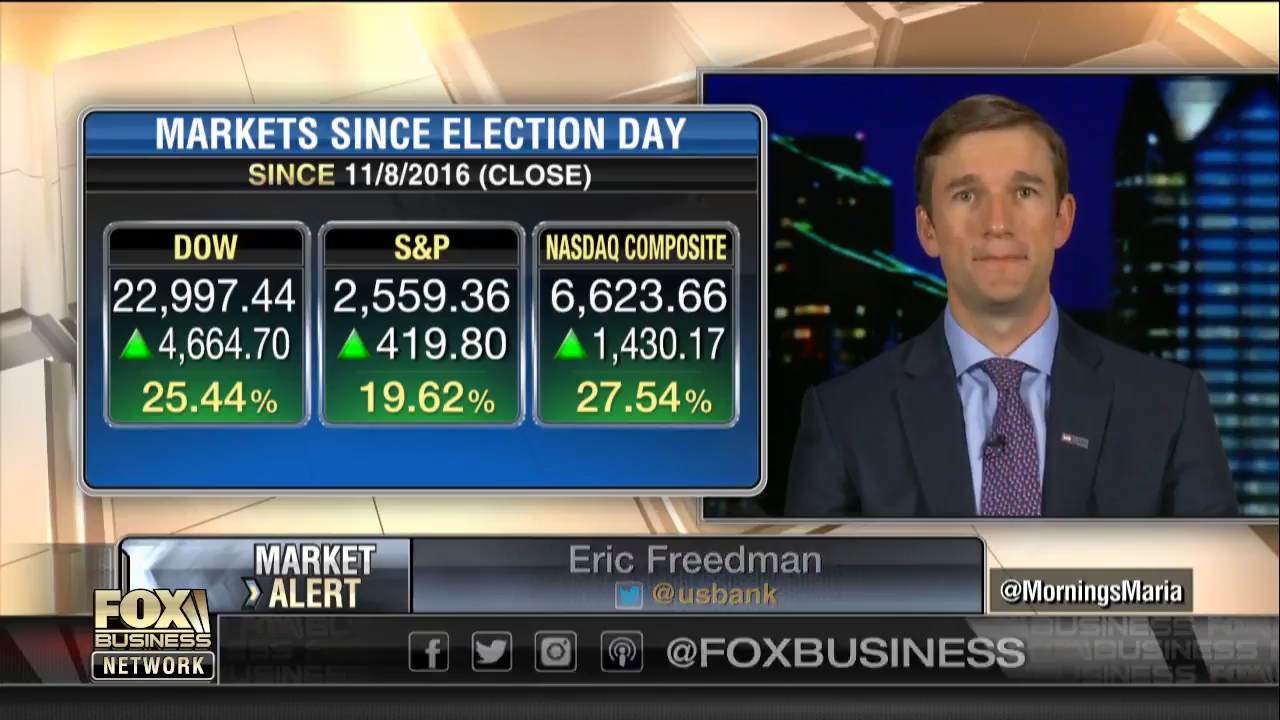 MARKETS SINCE ELECTION DAY
SINCE 11/8/2016 (CLOSE)
DOW
22,997.44
4,664.70
25.44%
S&P
2,559.36
419.80
19.62%
NASDAQ COMPOSITE
6,623.66
1,430.17
27.54%
MARKET
ALERT
Eric Freedman
@usbank
@MorningsMaria
FOX
BUSINESS
NETWORK
@FOXBUSINESS